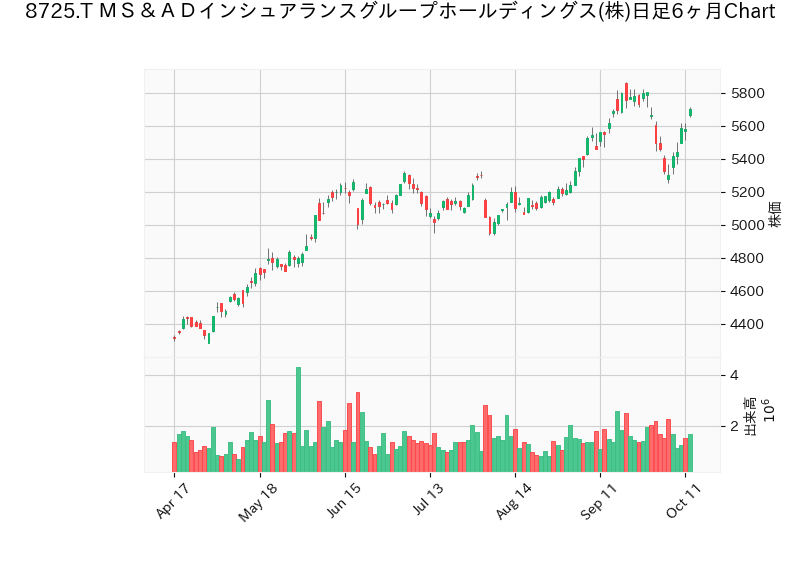 8725.T ＭＳ＆ＡＤインシュアランスグループホールディングス(株)日足6ヶ月Chart
5800
5600
5400
5200
5000
4800
4600
4400
株価
4
2
出来高
10⁶
Apr 17
May 18
Jun 15
Jul 13
Aug 14
Sep 11
Oct 11